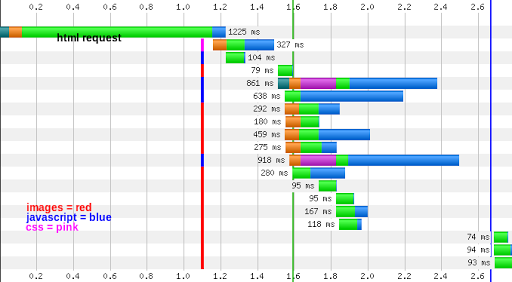 0.2 0.4 0.6 0.8 1.0 1.2 1.4 1.6 1.8 2.0 2.2 2.4 2.6
1225 ms
html request
327 ms
104 ms
79 ms
861 ms
638 ms
292 ms
180 ms
459 ms
275 ms
918 ms
280 ms
95 ms
95 ms
images = red
167 ms
javascript = blue
118 ms
css = pink
74 ms
94 ms
93 ms
0.2 0.4 0.6 0.8 1.0 1.2 1.4 1.6 1.8 2.0 2.2 2.4 2.6